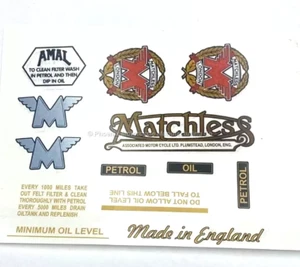 AMAL
TO CLEAN FILTER WASH
IN PETROL AND THEN
DIP IN OIL
M
M
M
M
Matchless
ASSOCIATED MOTOR CYCLE LTD. PLUMSTEAD, LONDON, ENG.
PETROL
OIL
PETROL
EVERY 1000 MILES TAKE
OUT FELT FILTER & CLEAN
THOROUGHLY WITH PETROL
EVERY 5000 MILES DRAIN
OILTANK AND REPLENISH
DO NOT ALLOW OIL LEVEL
TO FALL BELOW THIS LINE
MINIMUM OIL LEVEL
Made in England